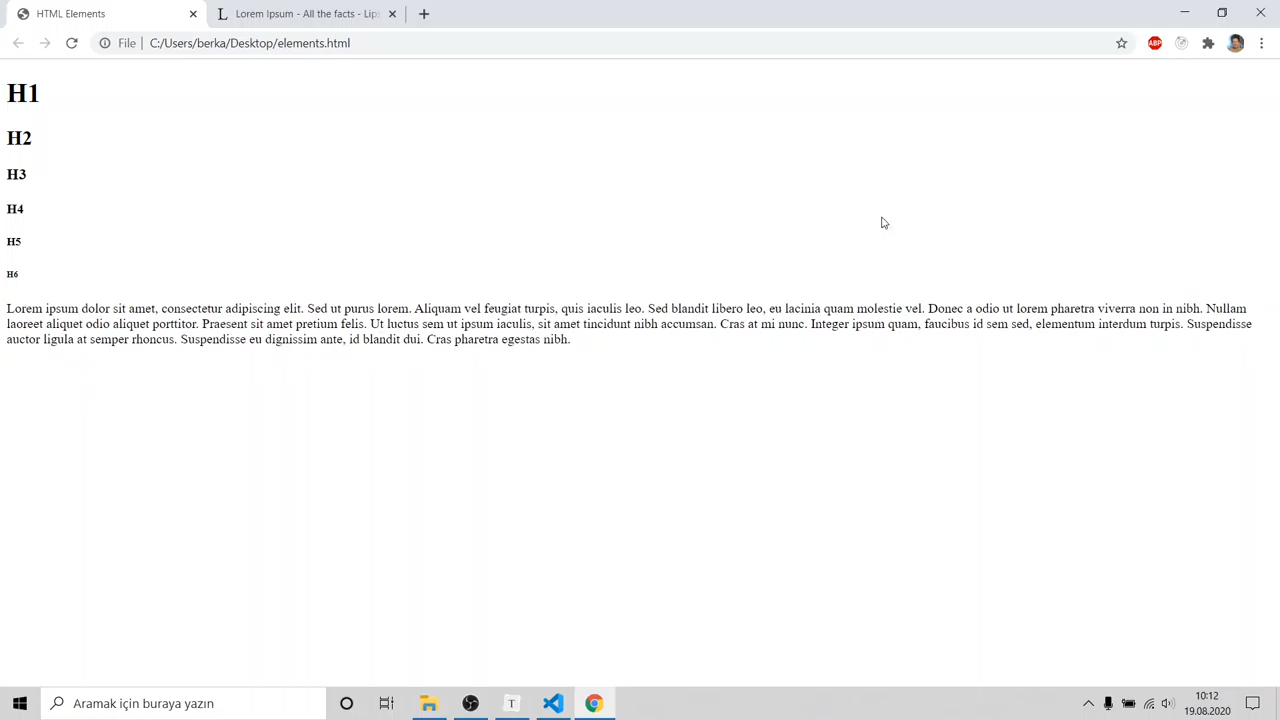 HTML Elements
Lorem Ipsum - All the facts - Lips
File
C:/Users/berka/Desktop/elements.html
ABP
H1
H2
H3
H4
H5
H6
Lorem ipsum dolor sit amet, consectetur adipiscing elit. Sed ut purus lorem. Aliquam vel feugiat turpis, quis iaculis leo. Sed blandit libero leo, eu lacinia quam molestie vel. Donec a odio ut lorem pharetra viverra non in nibh. Nullam
laoreet aliquet odio aliquet porttitor. Praesent sit amet pretium felis. Ut luctus sem ut ipsum iaculis, sit amet tincidunt nibh accumsan. Cras at mi nunc. Integer ipsum quam, faucibus id sem sed, elementum interdum turpis. Suspendisse
auctor ligula at semper rhoncus. Suspendisse eu dignissim ante, id blandit dui. Cras pharetra egestas nibh.
Aramak için buraya yazın
T
10:12
19.08.2020